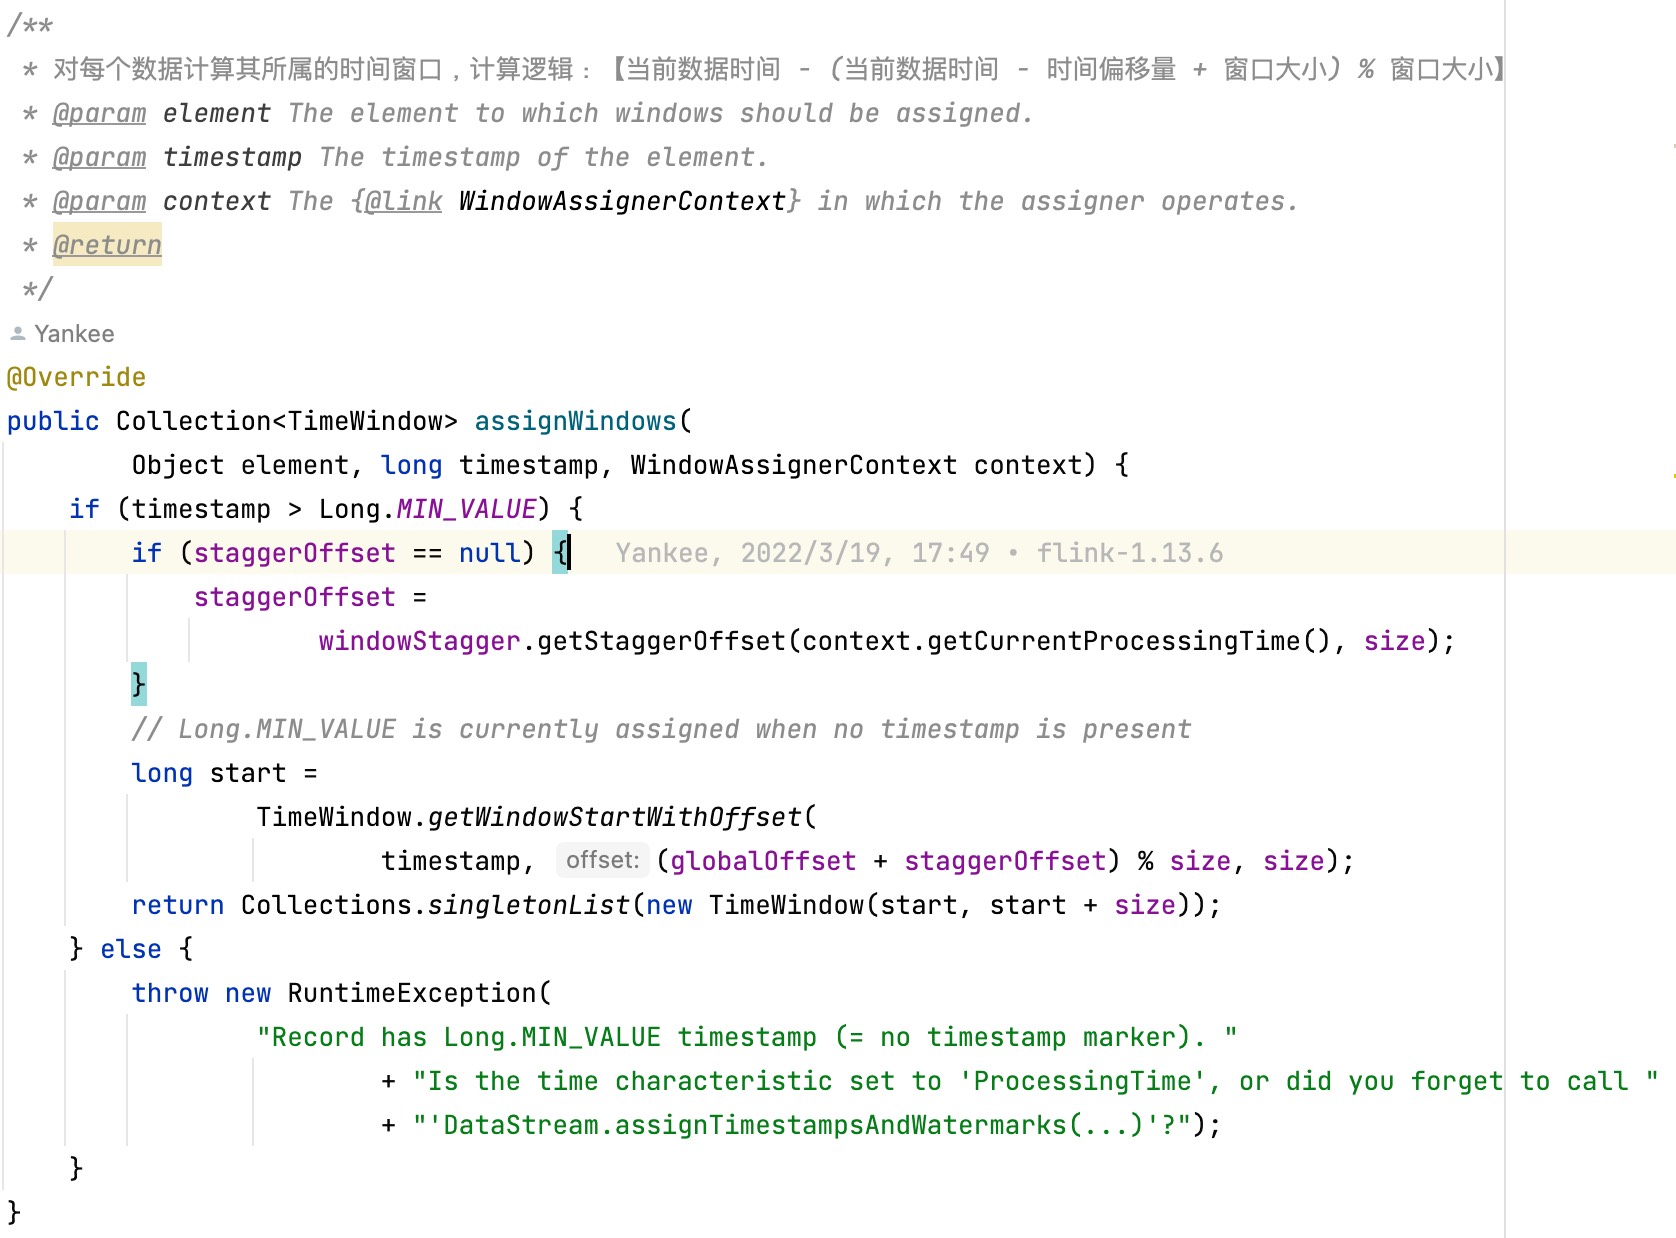 /**
 * 对每个数据计算其所属的时间窗口，计算逻辑：【当前数据时间 - (当前数据时间 - 时间偏移量 + 窗口大小) % 窗口大小】
 * @param element The element to which windows should be assigned.
 * @param timestamp The timestamp of the element.
 * @param context The {@link WindowAssignerContext} in which the assigner operates.
 * @return
 */
Yankee
@Override
public Collection<TimeWindow> assignWindows(
        Object element, long timestamp, WindowAssignerContext context) {
    if (timestamp > Long.MIN_VALUE) {
        if (staggerOffset == null) {   Yankee, 2022/3/19, 17:49 • flink-1.13.6
            staggerOffset =
                    windowStagger.getStaggerOffset(context.getCurrentProcessingTime(), size);
        }
        // Long.MIN_VALUE is currently assigned when no timestamp is present
        long start =
                TimeWindow.getWindowStartWithOffset(
                        timestamp, offset: (globalOffset + staggerOffset) % size, size);
        return Collections.singletonList(new TimeWindow(start, start + size));
    } else {
        throw new RuntimeException(
                "Record has Long.MIN_VALUE timestamp (= no timestamp marker). "
                        + "Is the time characteristic set to 'ProcessingTime', or did you forget to call "
                        + "'DataStream.assignTimestampsAndWatermarks(...)'?");
    }
}